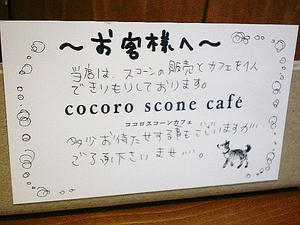 ～お客様へ～
当店は、スコーンの販売とカフェを1人
できりもりしております。
cocoro scone café
ココロスコーンカフェ
多少お待たせする事もございますが
ご了承下さいませ…。